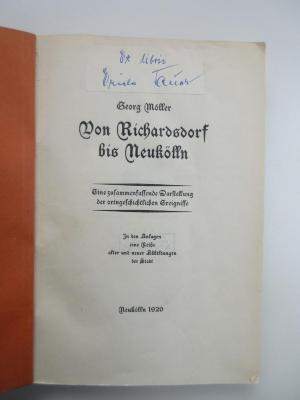 Ex libris
Georg Möller
Von Richardsdorf
bis Neukölln
Eine zusammenfassende Darstellung
der ortsgeschichtlichen Ereignisse
In den Anlagen
eine Reihe
alter und neuer Abbildungen
der Stadt
Neukölln 1926